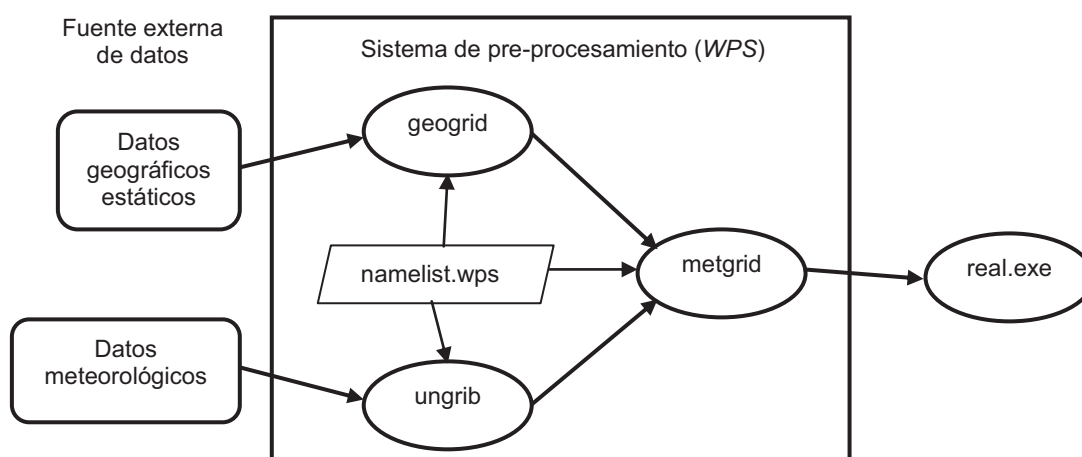 Fuente externa
de datos
Sistema de pre-procesamiento (WPS)
Datos
geográficos
estáticos
geogrid
namelist.wps
metgrid
real.exe
Datos
meteorológicos
ungrib